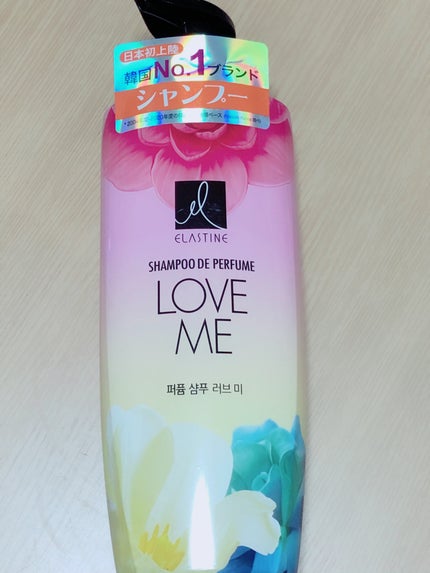 日本初上陸
韓国No.1ブランド
シャンプー
el
ELASTINE
SHAMPOO DE PERFUME
LOVE
ME
퍼퓸 샴푸 러브 미